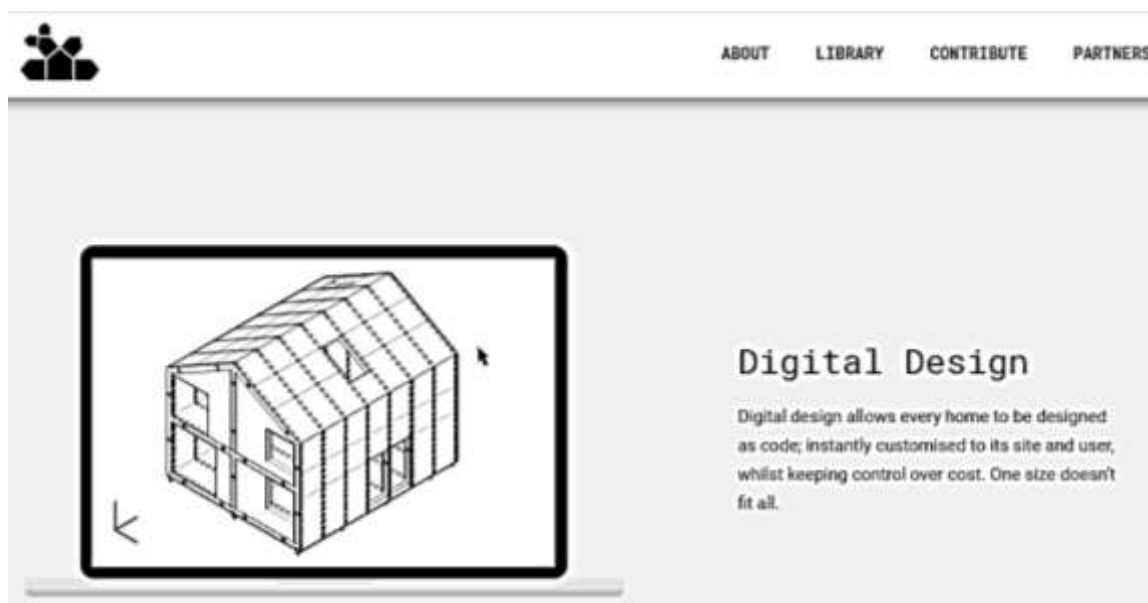 ABOUT LIBRARY CONTRIBUTE PARTNERS
Digital Design
Digital design allows every home to be designed
as code; instantly customised to its site and user,
whilst keeping control over cost. One size doesn't
fit all.